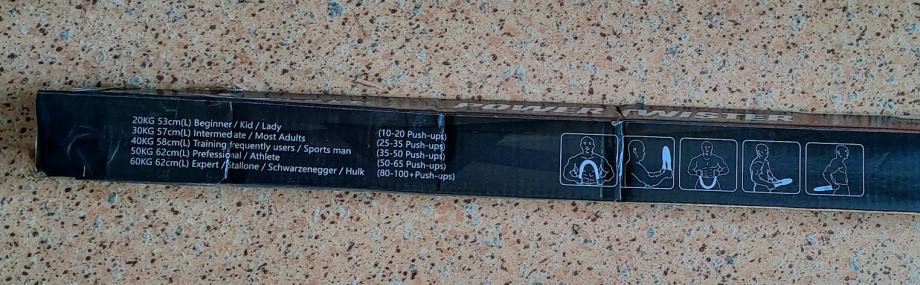 POWER TWISTER
20KG 53cm(L) Beginner / Kid / Lady (10-20 Push-ups)
30KG 57cm(L) Intermediate / Most Adults (25-35 Push-ups)
40KG 58cm(L) Training frequently users / Sports man (35-50 Push-ups)
50KG 62cm(L) Prefessional / Athlete (50-65 Push-ups)
60KG 62cm(L) Expert / Stallone / Schwarzenegger / Hulk (80-100+Push-ups)